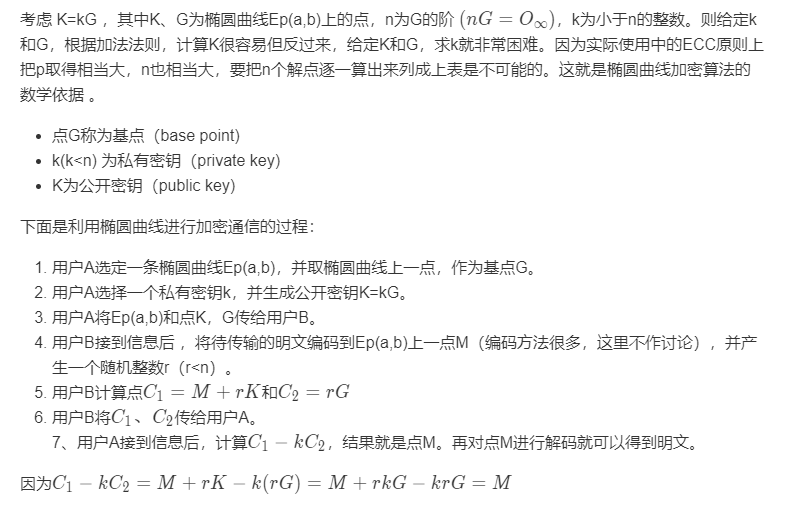 考虑 K=kG ，其中K、G为椭圆曲线Ep(a,b)上的点，n为G的阶 (nG = O∞)，k为小于n的整数。则给定k
和G，根据加法法则，计算K很容易但反过来，给定K和G，求k就非常困难。因为实际使用中的ECC原则上
把p取得相当大，n也相当大，要把n个解点逐一算出来列成上表是不可能的。这就是椭圆曲线加密算法的
数学依据 。
• 点G称为基点（base point)
• k(k<n) 为私有密钥（private key)
• K为公开密钥（public key)
下面是利用椭圆曲线进行加密通信的过程：
1. 用户A选定一条椭圆曲线Ep(a,b)，并取椭圆曲线上一点，作为基点G。
2. 用户A选择一个私有密钥k，并生成公开密钥K=kG。
3. 用户A将Ep(a,b)和点K，G传给用户B。
4. 用户B接到信息后 ，将待传输的明文编码到Ep(a,b)上一点M（编码方法很多，这里不作讨论），并产
生一个随机整数r（r<n）。
5. 用户B计算点C₁ = M + rK和C₂ = rG
6. 用户B将C₁、C₂传给用户A。
7、用户A接到信息后，计算C₁ − kC₂，结果就是点M。再对点M进行解码就可以得到明文。
因为C₁ − kC₂ = M + rK − k(rG) = M + rkG − krG = M